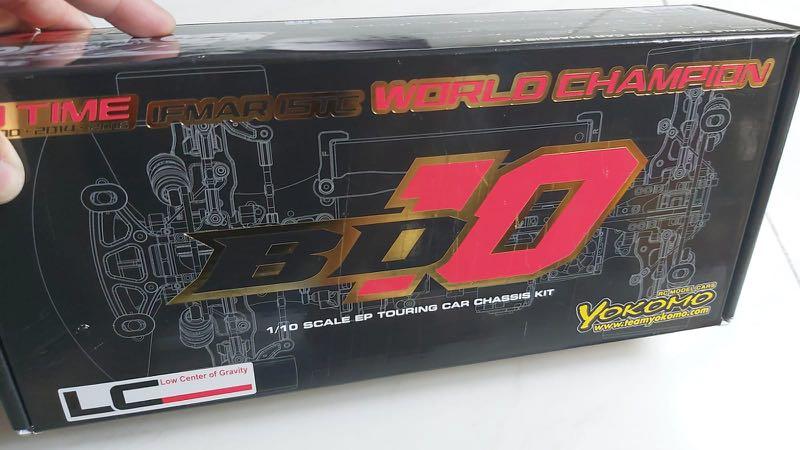 TIME IFMAR ISTC WORLD CHAMPION
2014
BD10
1/10 SCALE EP TOURING CAR CHASSIS KIT
RC MODEL CARS
YOKOMO
www.teamyokomo.com
LC Low Center of Gravity